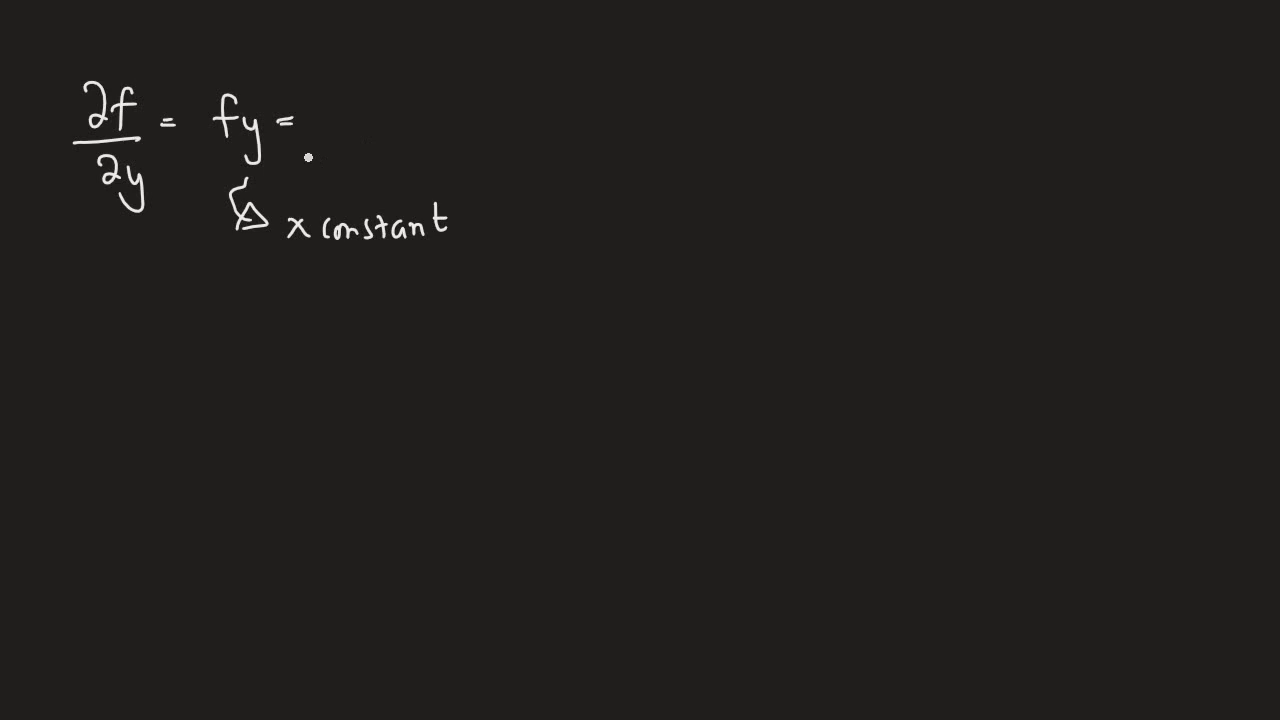 ∂f/∂y = fy =
x constant